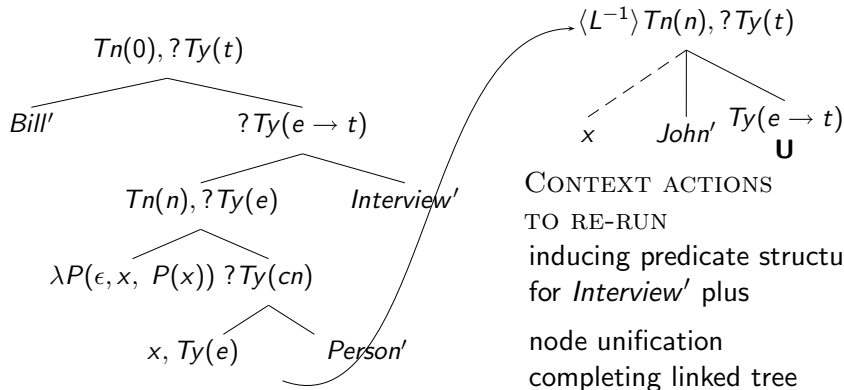 Tn(0), ?Ty(t)
Bill′
?Ty(e → t)
Tn(n), ?Ty(e)
Interview′
λP(ϵ, x, P(x))
?Ty(cn)
x, Ty(e)
Person′
⟨L⁻¹⟩Tn(n), ?Ty(t)
x
John′
Ty(e → t)
U
CONTEXT ACTIONS
TO RE-RUN
inducing predicate structu
for Interview′ plus
node unification
completing linked tree